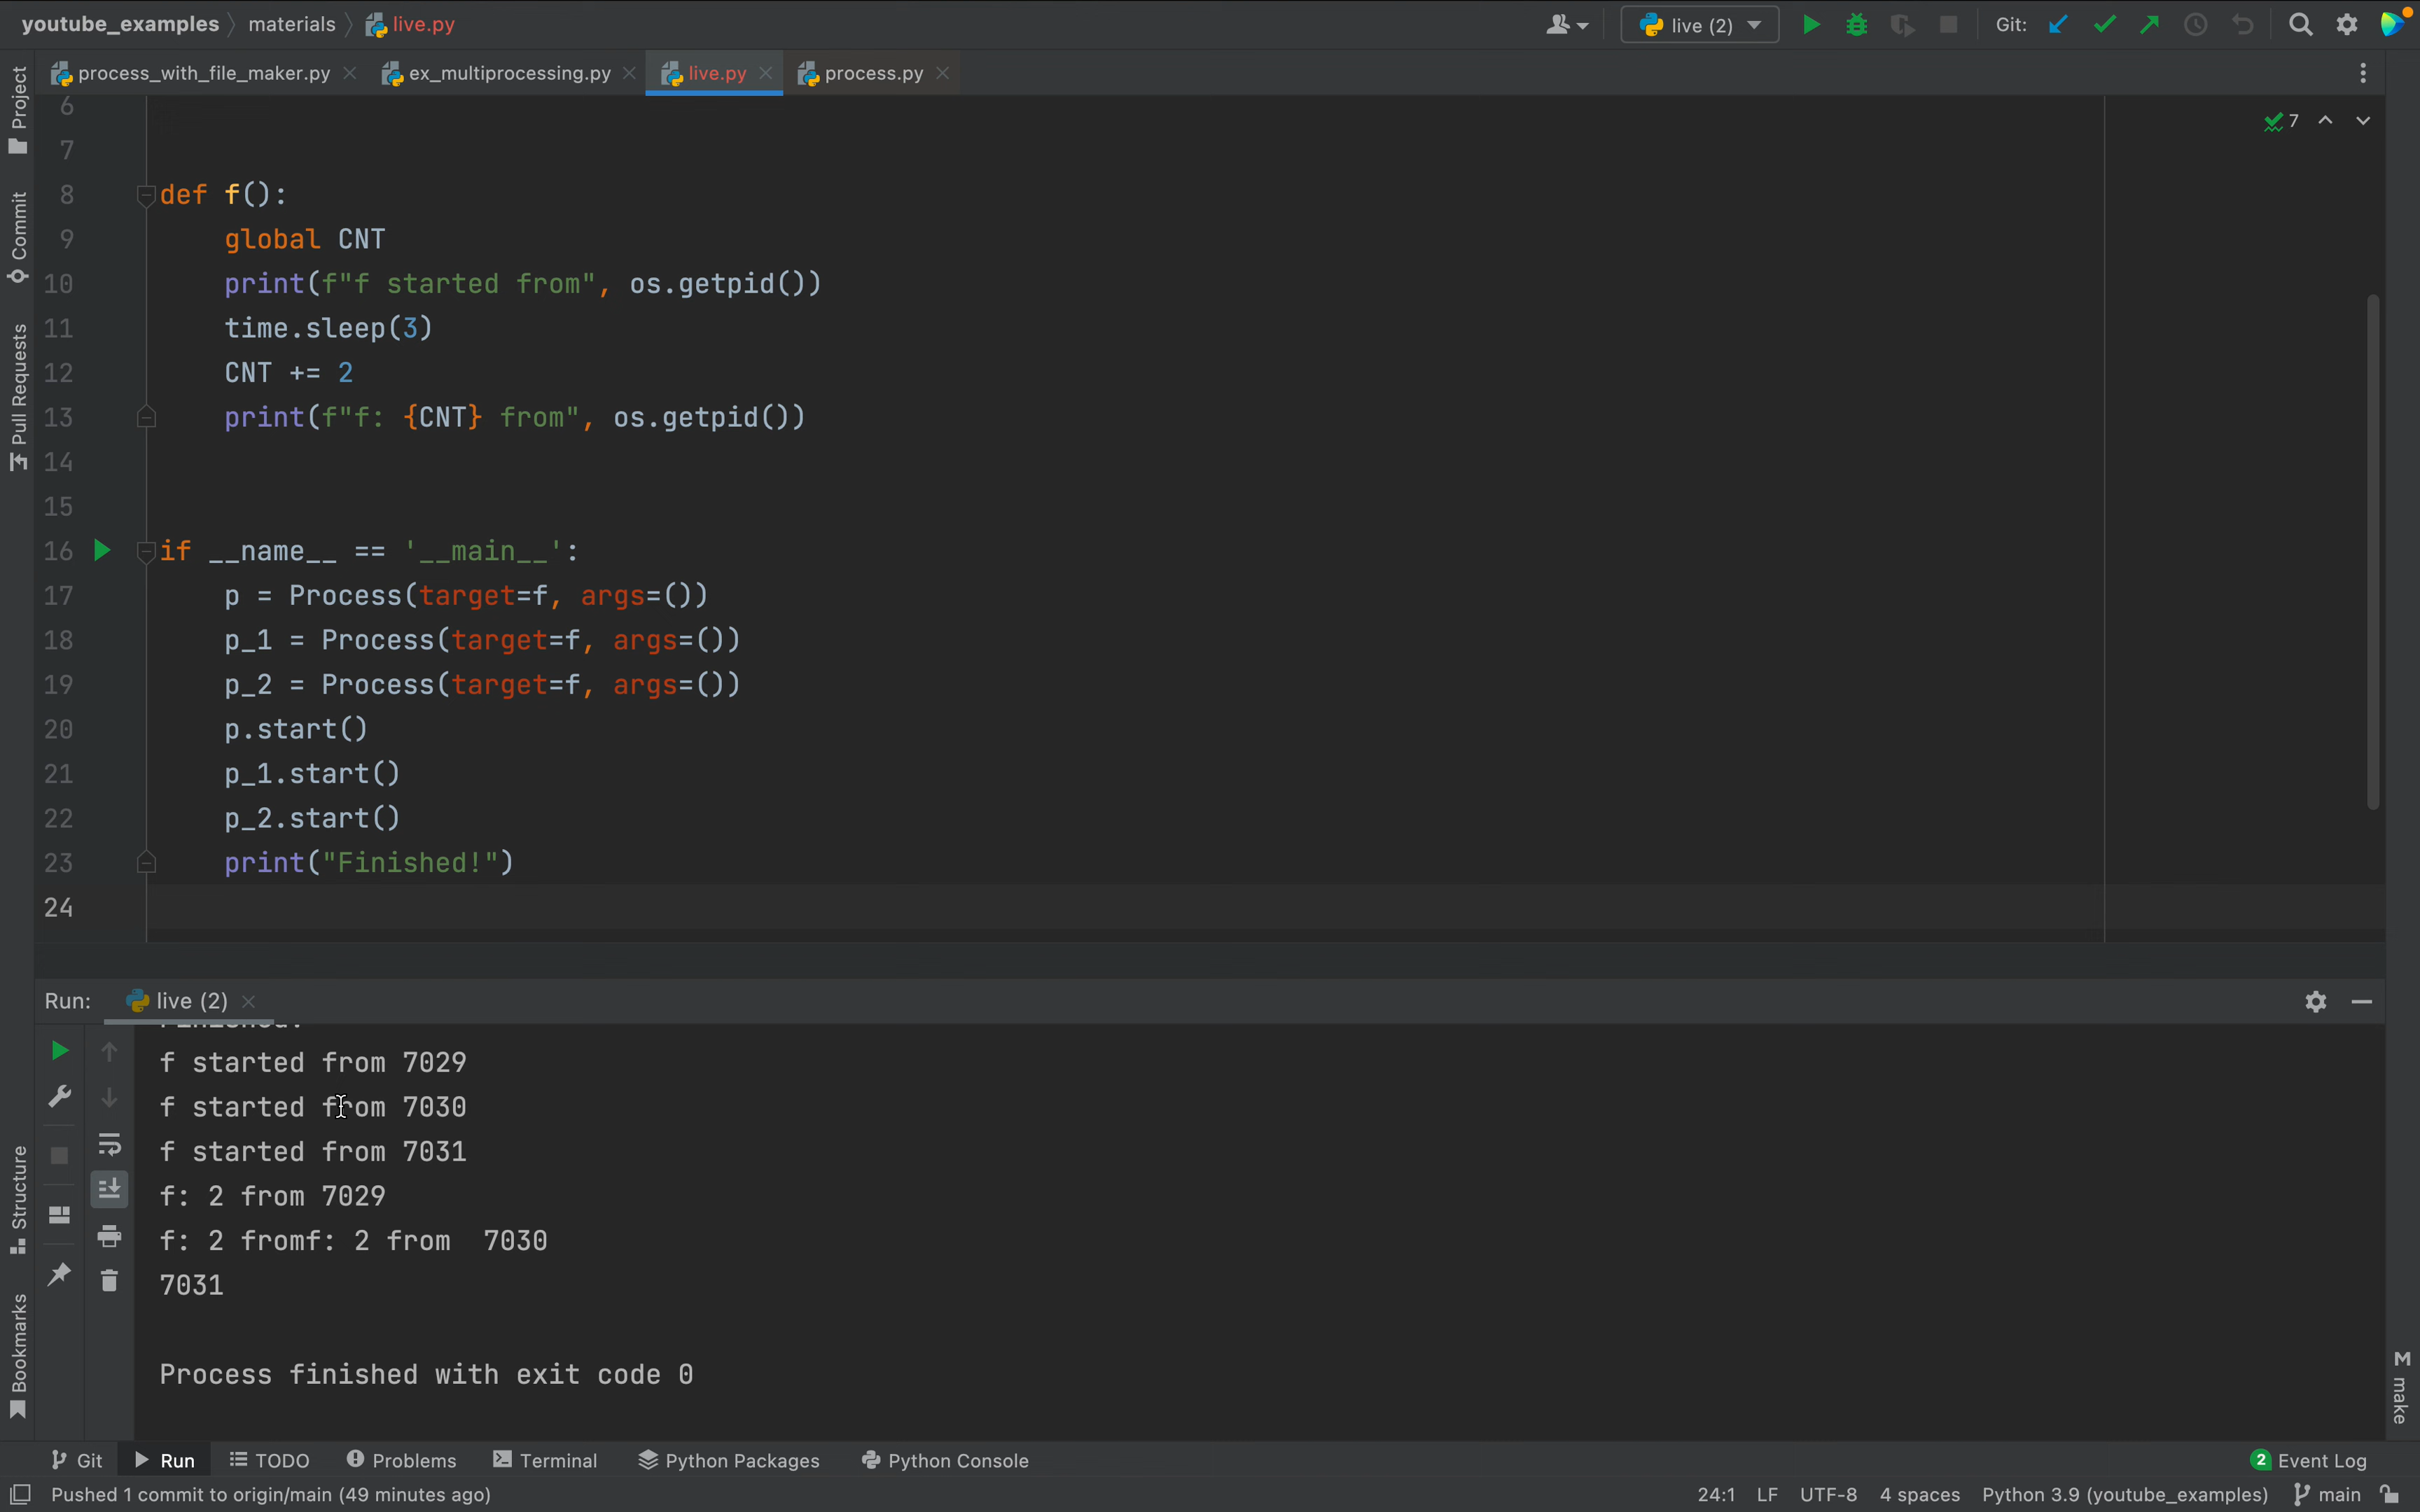 youtube_examples materials live.py live (2) Git:
process_with_file_maker.py ex_multiprocessing.py live.py process.py
Project
Commit
Pull Requests
Structure
Bookmarks
6
7
7
8 def f():
9 global CNT
10 print(f"f started from", os.getpid())
11 time.sleep(3)
12 CNT += 2
13 print(f"f: {CNT} from", os.getpid())
14
15
16 if __name__ == '__main__':
17 p = Process(target=f, args=())
18 p_1 = Process(target=f, args=())
19 p_2 = Process(target=f, args=())
20 p.start()
21 p_1.start()
22 p_2.start()
23 print("Finished!")
24
Run: live (2)
f started from 7029
f started from 7030
f started from 7031
f: 2 from 7029
f: 2 fromf: 2 from  7030
7031
Process finished with exit code 0
M make
Git Run TODO Problems Terminal Python Packages Python Console 2 Event Log
Pushed 1 commit to origin/main (49 minutes ago) 24:1 LF UTF-8 4 spaces Python 3.9 (youtube_examples) main